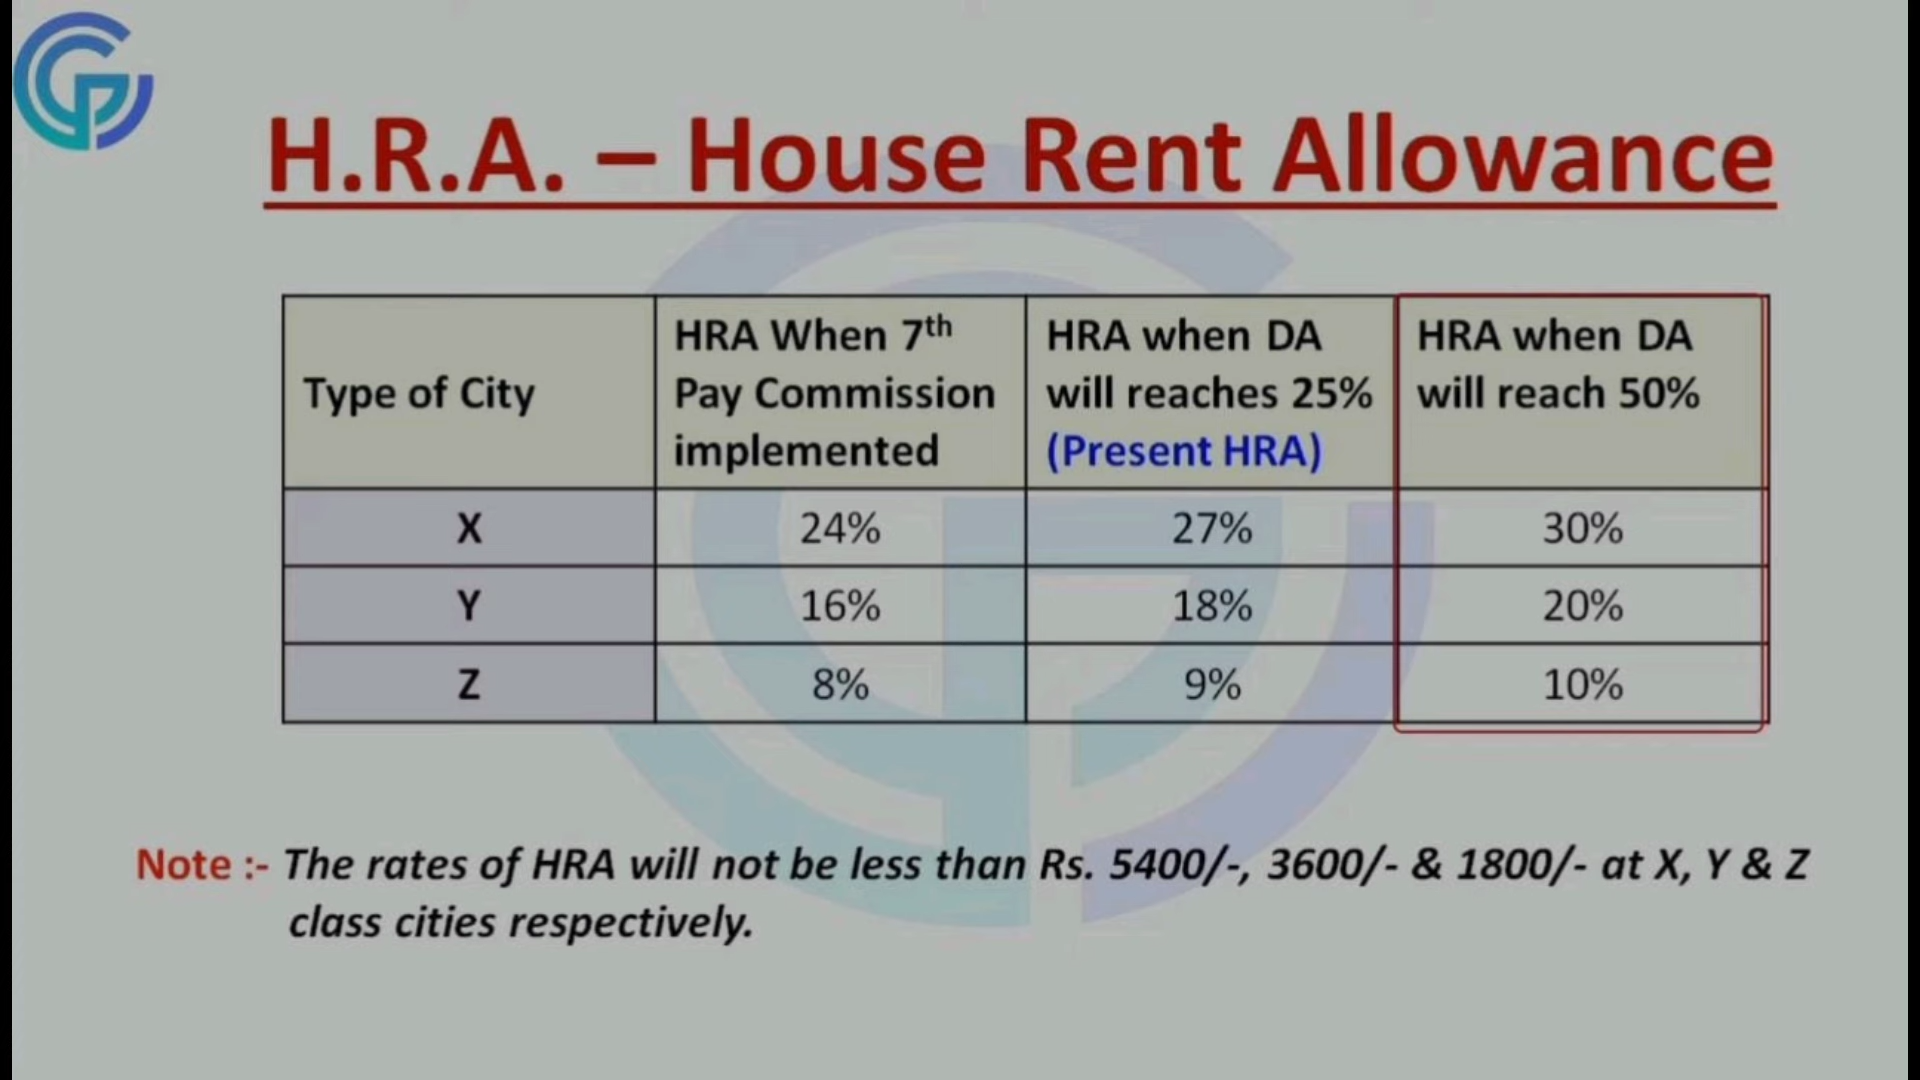 H.R.A. – House Rent Allowance
Type of City
HRA When 7th
Pay Commission
implemented
HRA when DA
will reaches 25%
(Present HRA)
HRA when DA
will reach 50%
X 24% 27% 30%
Y 16% 18% 20%
Z 8% 9% 10%
Note :- The rates of HRA will not be less than Rs. 5400/-, 3600/- & 1800/- at X, Y & Z
class cities respectively.